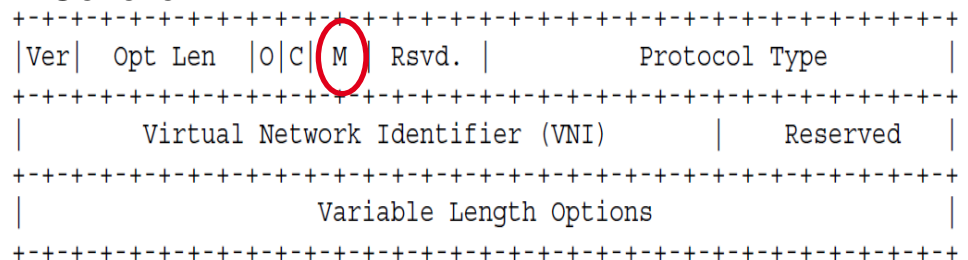 +-+-+-+-+-+-+-+-+-+-+-+-+-+-+-+-+-+-+-+-+-+-+-+-+-+-+-+-+-+-+-+-+
|Ver|  Opt Len  |O|C| M | Rsvd. |          Protocol Type        |
+-+-+-+-+-+-+-+-+-+-+-+-+-+-+-+-+-+-+-+-+-+-+-+-+-+-+-+-+-+-+-+-+
|        Virtual Network Identifier (VNI)       |    Reserved   |
+-+-+-+-+-+-+-+-+-+-+-+-+-+-+-+-+-+-+-+-+-+-+-+-+-+-+-+-+-+-+-+-+
|                    Variable Length Options                    |
+-+-+-+-+-+-+-+-+-+-+-+-+-+-+-+-+-+-+-+-+-+-+-+-+-+-+-+-+-+-+-+-+